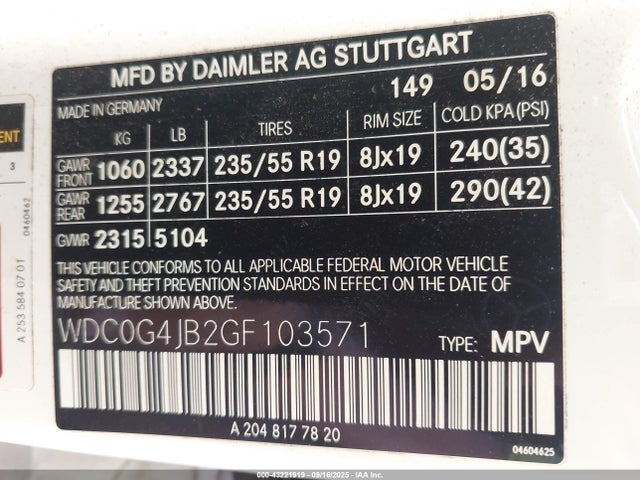 MFD BY DAIMLER AG STUTTGART
149 05/16
MADE IN GERMANY
KG LB TIRES RIM SIZE COLD KPA(PSI)
GAWR FRONT 1060 2337 235/55 R19 8Jx19 240(35)
GAWR REAR 1255 2767 235/55 R19 8Jx19 290(42)
GVWR 2315 5104
THIS VEHICLE CONFORMS TO ALL APPLICABLE FEDERAL MOTOR VEHICLE
SAFETY AND THEFT PREVENTION STANDARDS IN EFFECT ON THE DATE OF
MANUFACTURE SHOWN ABOVE.
WDC0G4JB2GF103571 TYPE: MPV
A 204 817 78 20
04604625
3
0460462
A 253 584 07 01
000-43221919 - 09/16/2025 - IAA Inc.